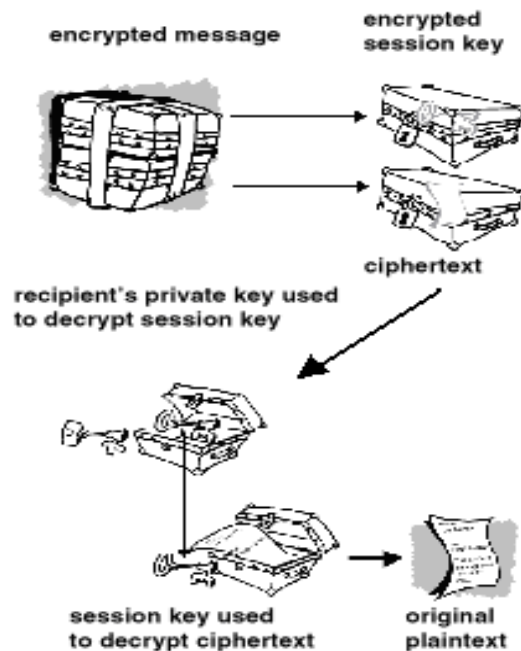 encrypted message
encrypted
session key
ciphertext
recipient's private key used
to decrypt session key
session key used
to decrypt ciphertext
original
plaintext